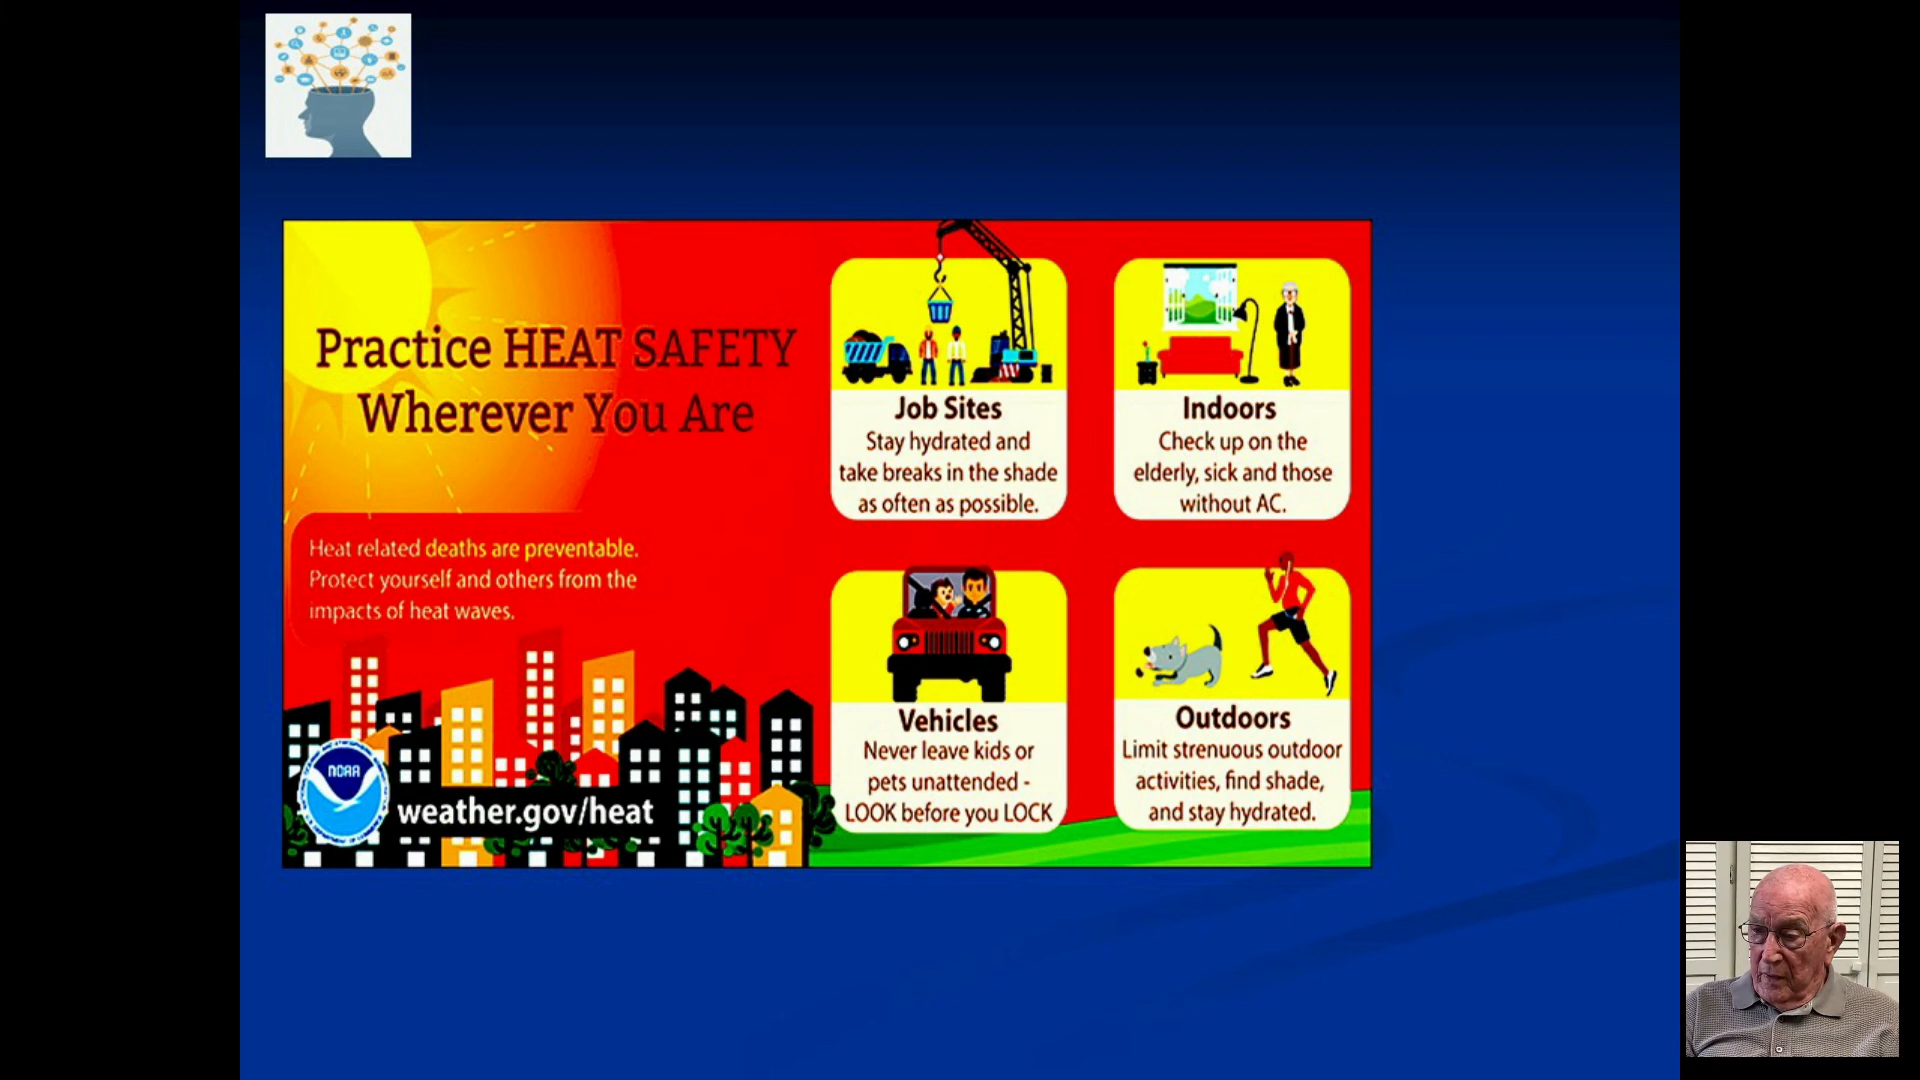 Practice HEAT SAFETY
Wherever You Are
Heat related deaths are preventable.
Protect yourself and others from the
impacts of heat waves.
NOAA
weather.gov/heat
Job Sites
Stay hydrated and
take breaks in the shade
as often as possible.
Indoors
Check up on the
elderly, sick and those
without AC.
Vehicles
Never leave kids or
pets unattended -
LOOK before you LOCK
Outdoors
Limit strenuous outdoor
activities, find shade,
and stay hydrated.